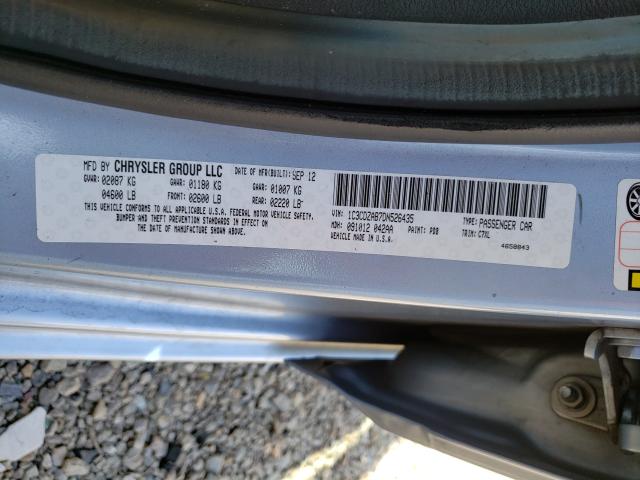 MFD BY CHRYSLER GROUP LLC DATE OF MFR(BUILT): SEP 12
GVWR: 02087 KG GAWR: 01180 KG GAWR: 01007 KG
04600 LB FRONT: 02600 LB REAR: 02220 LB
THIS VEHICLE CONFORMS TO ALL APPLICABLE U.S.A. FEDERAL MOTOR VEHICLE SAFETY,
BUMPER AND THEFT PREVENTION STANDARDS IN EFFECT ON
THE DATE OF MANUFACTURE SHOWN ABOVE.
VIN: 1C3CDZAB7DN526435 TYPE: PASSENGER CAR
MDH: 091012 042AA PAINT: PDB TRIM: C7XL
VEHICLE MADE IN U.S.A. 4658843